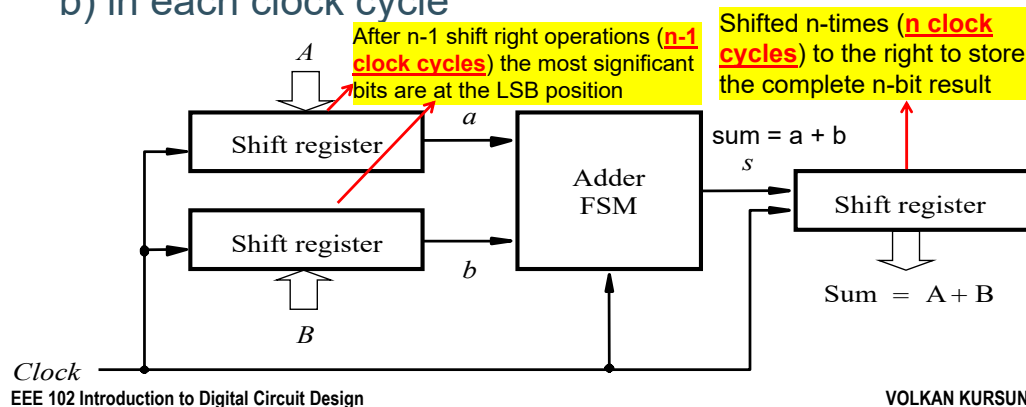 b) in each clock cycle
After n-1 shift right operations (n-1
clock cycles) the most significant
bits are at the LSB position
Shifted n-times (n clock
cycles) to the right to store
the complete n-bit result
A
Shift register
a
Adder
FSM
sum = a + b
s
Shift register
Shift register
b
B
Sum = A + B
Clock
EEE 102 Introduction to Digital Circuit Design
VOLKAN KURSUN